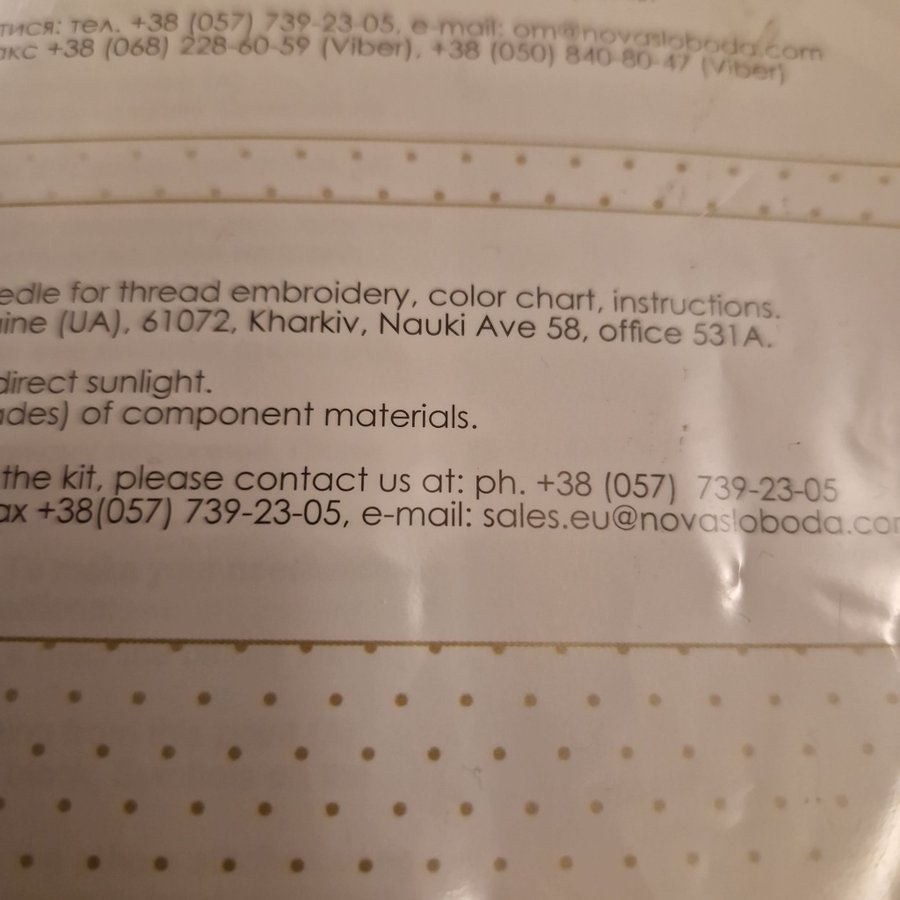 тися: тел. +38 (057) 739-23-05, e-mail: om@novasloboda.com
акс +38 (068) 228-60-59 (Viber), +38 (050) 840-80-47 (Viber)
edle for thread embroidery, color chart, instructions.
aine (UA), 61072, Kharkiv, Nauki Ave 58, office 531A.
direct sunlight.
ades) of component materials.
the kit, please contact us at: ph. +38 (057) 739-23-05
ax +38(057) 739-23-05, e-mail: sales.eu@novasloboda.com